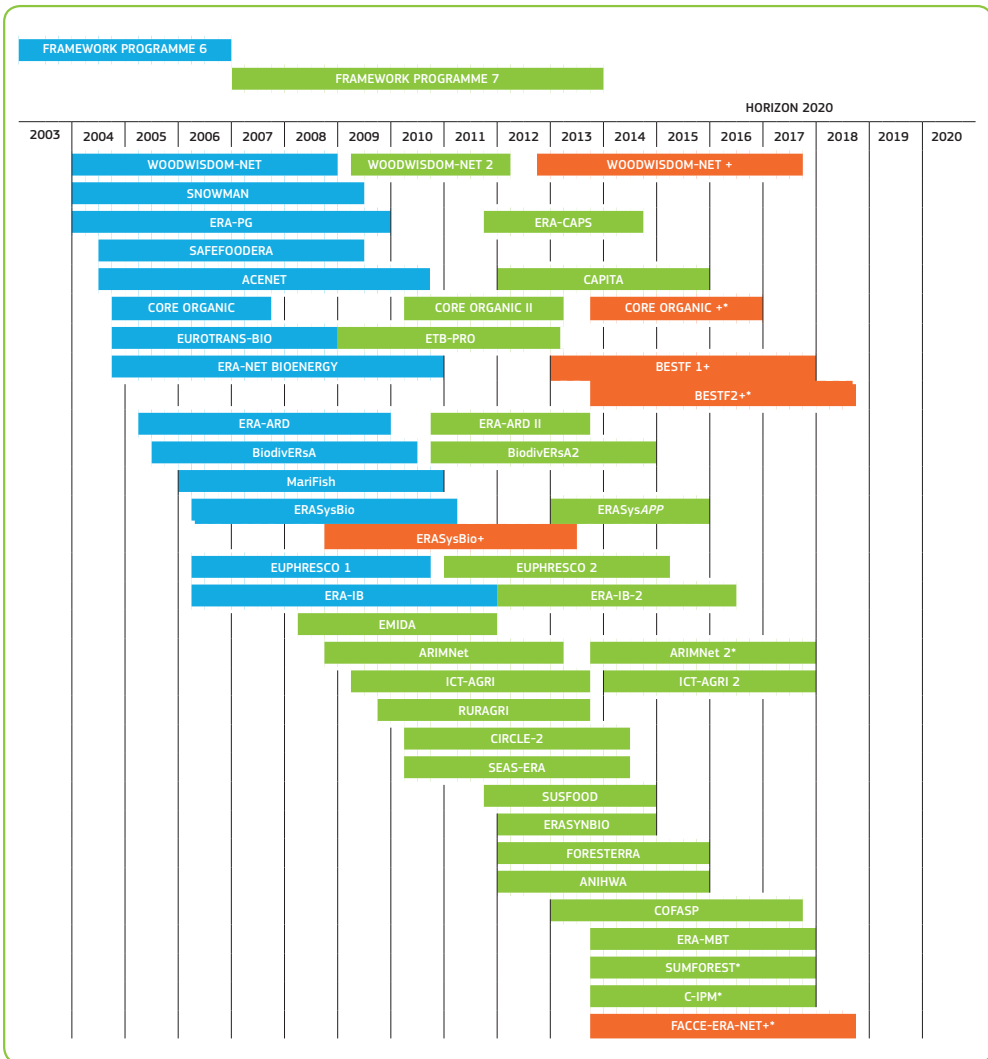 FRAMEWORK PROGRAMME 6
FRAMEWORK PROGRAMME 7
HORIZON 2020
2003 2004 2005 2006 2007 2008 2009 2010 2011 2012 2013 2014 2015 2016 2017 2018 2019 2020
WOODWISDOM-NET WOODWISDOM-NET 2 WOODWISDOM-NET +
SNOWMAN
ERA-PG ERA-CAPS
SAFEFOODERA
ACENET CAPITA
CORE ORGANIC CORE ORGANIC II CORE ORGANIC +*
EUROTRANS-BIO ETB-PRO
ERA-NET BIOENERGY BESTF 1+
BESTF2+*
ERA-ARD ERA-ARD II
BiodivERsA BiodivERsA2
MariFish
ERASysBio ERASysAPP
ERASysBio+
EUPHRESCO 1 EUPHRESCO 2
ERA-IB ERA-IB-2
EMIDA
ARIMNet ARIMNet 2*
ICT-AGRI ICT-AGRI 2
RURAGRI
CIRCLE-2
SEAS-ERA
SUSFOOD
ERASYNBIO
FORESTERRA
ANIHWA
COFASP
ERA-MBT
SUMFOREST*
C-IPM*
FACCE-ERA-NET+*